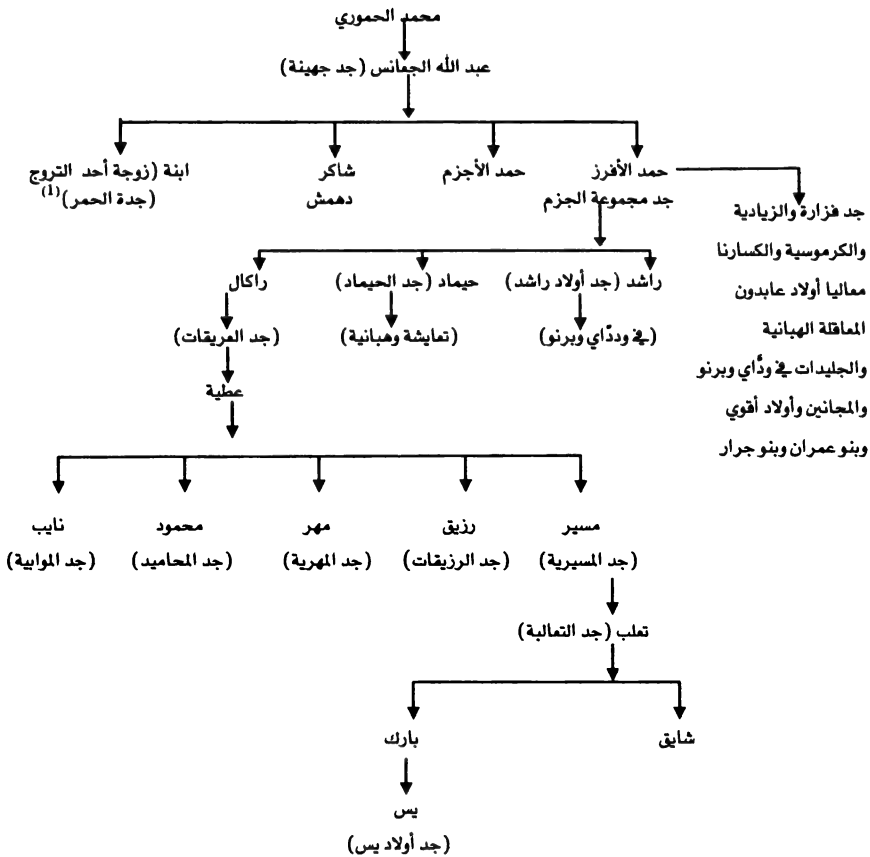 محمد الحموري
عبد الله الجهانس (جد جهينة)
حمد الأفرز
جد مجموعة الجزم
حمد الأجزم
شاكر
دهمش
ابنة (زوجة أحد التروج
جدة الحمر)(1)
جد فزارة والزيادية
والكرموسية والكسارنا
معاليا أولاد عابدون
المعاقلة الهبانية
والجليدات في ودَّاي وبرنو
والمجانين وأولاد أقوي
وبنو عمران وبنو جرار
راشد (جد أولاد راشد)
حيماد (جد الحيماد)
راكال
(في وددّاي وبرنو)
(تعايشة وهبانية)
(جد العريقات)
عطية
مسير
رزيق
مهر
محمود
نايب
(جد المسيرية)
(جد الرزيقات)
(جد المهرية)
(جد المحاميد)
(جد الموابية)
تعلب (جد التعالبة)
شايق
بارك
يس
(جد أولاد يس)